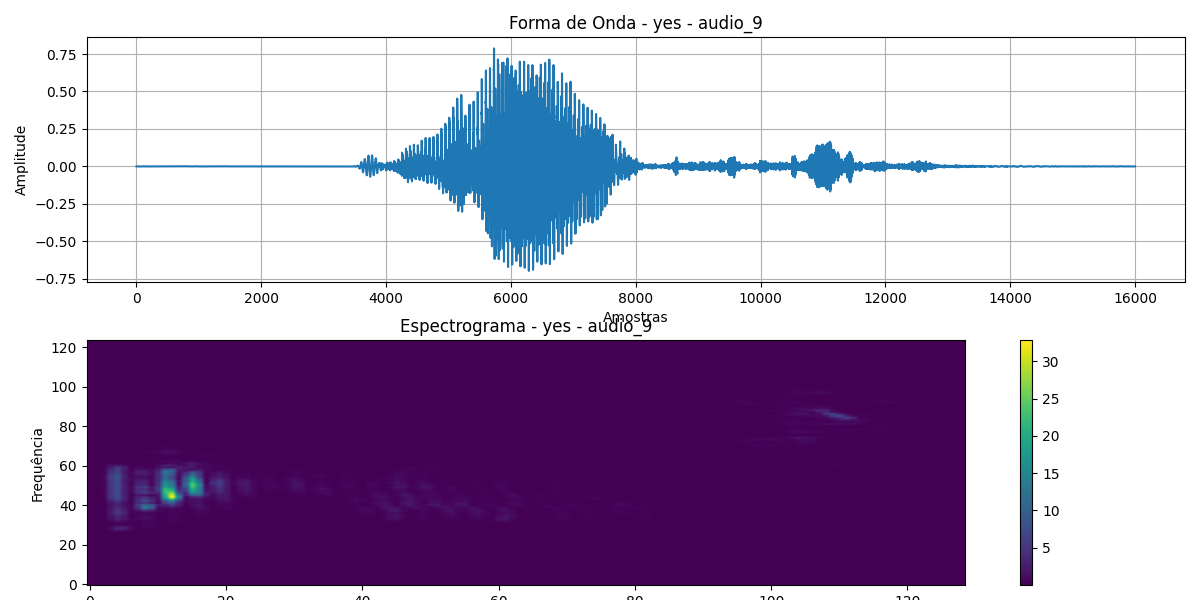 Forma de Onda - yes - audio_9
Amplitude
0.75
0.50
0.25
0.00
−0.25
−0.50
−0.75
0 2000 4000 6000 8000 10000 12000 14000 16000
Amostras
Espectrograma - yes - audio_9
Frequência
120
100
80
60
40
20
0
0 20 40 60 80 100 120
30
25
20
15
10
5